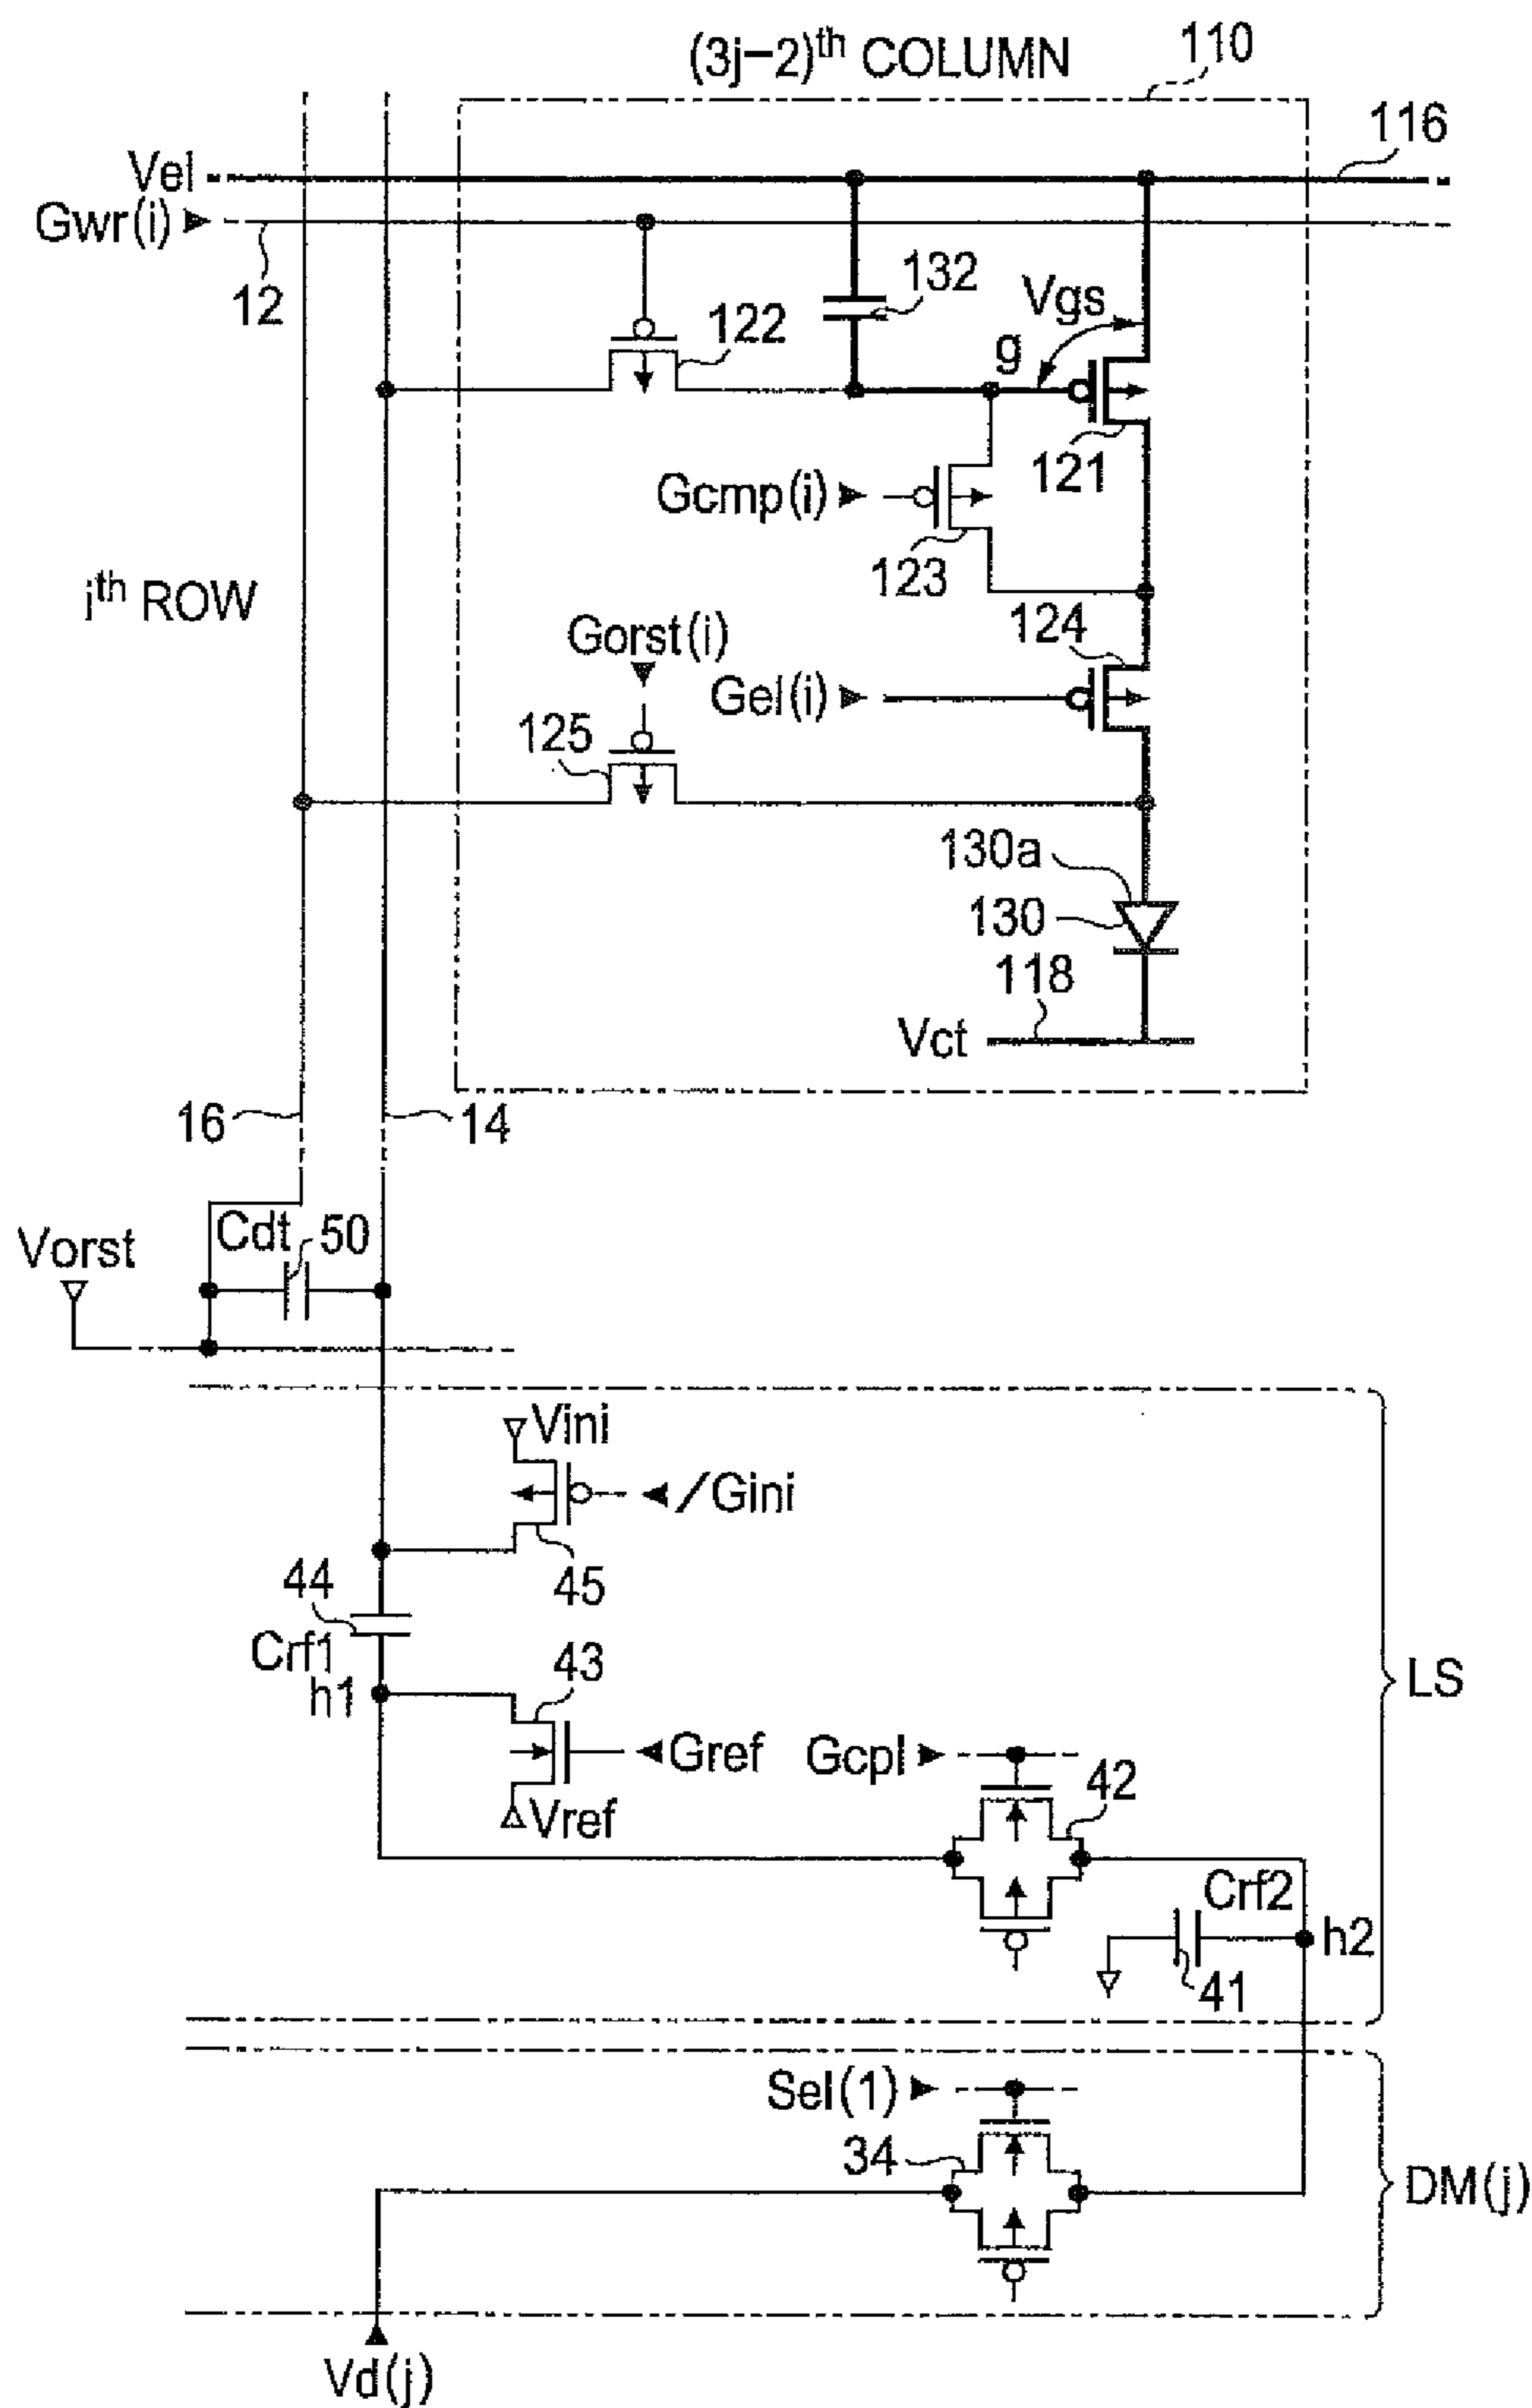 (3j−2)th COLUMN
110
116
Vel
Gwr(i)
12
132
Vgs
122
g
121
Gcmp(i)
123
jth ROW
124
Gorst(i)
Gel(i)
125
130a
130
118
Vct
16
14
Cdt
50
Vorst
Vini
/Gini
45
44
Crf1
h1
43
LS
Gref
Gcpl
42
Vref
Crf2
h2
41
Sel(1)
34
DM(j)
Vd(j)